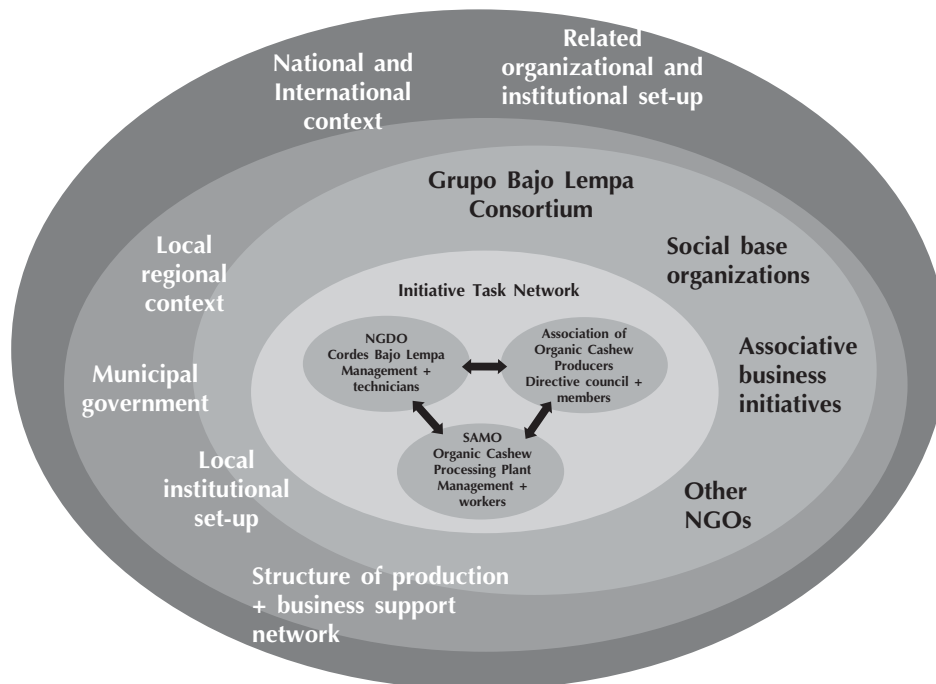 National and
International
context
Related
organizational and
institutional set-up
Grupo Bajo Lempa
Consortium
Local
regional
context
Social base
organizations
Initiative Task Network
NGDO
Cordes Bajo Lempa
Management +
technicians
Association of
Organic Cashew
Producers
Directive council +
members
Municipal
government
Associative
business
initiatives
SAMO
Organic Cashew
Processing Plant
Management +
workers
Local
institutional
set-up
Other
NGOs
Structure of production
+ business support
network